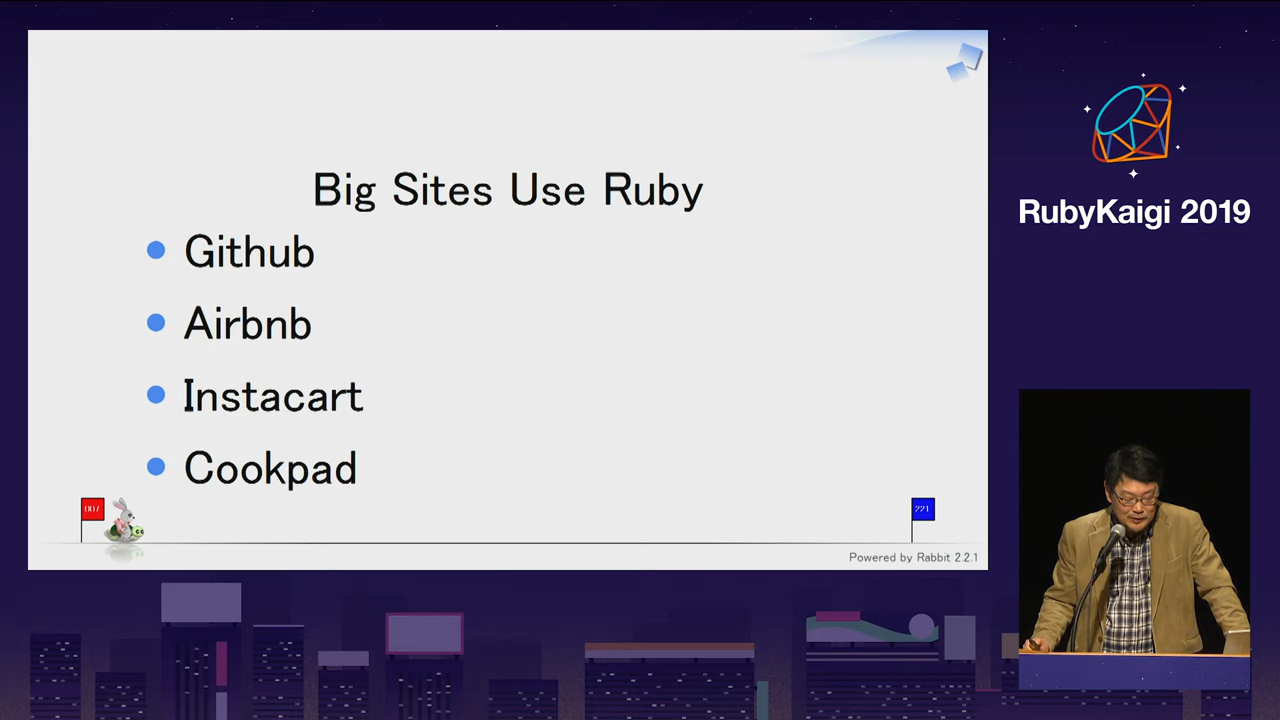 Big Sites Use Ruby
Github
Airbnb
Instacart
Cookpad
007
221
Powered by Rabbit 2.2.1
RubyKaigi 2019